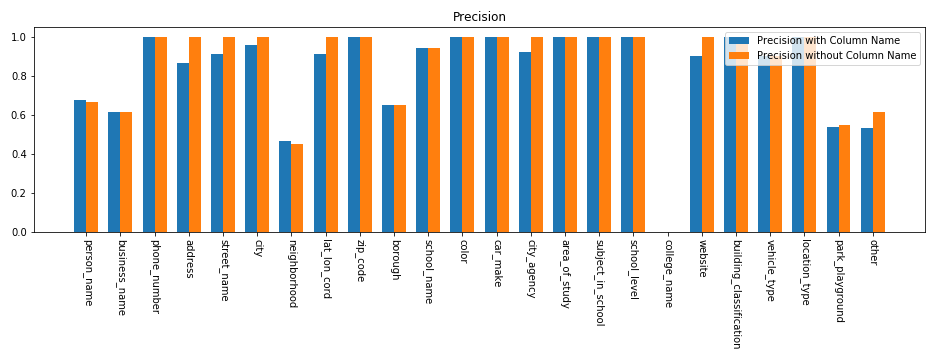 Precision
1.0
0.8
0.6
0.4
0.2
0.0
Precision with Column Name
Precision without Column Name
person_name
business_name
phone_number
address
street_name
city
neighborhood
lat_lon_cord
zip_code
borough
school_name
color
car_make
city_agency
area_of_study
subject_in_school
school_level
college_name
website
building_classification
vehicle_type
location_type
park_playground
other